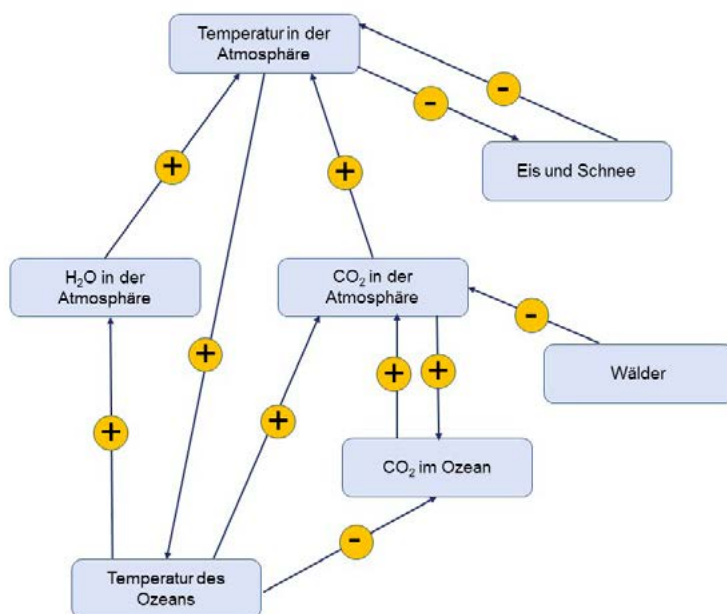 Temperatur in der
Atmosphäre
-
-
Eis und Schnee
+
+
H₂O in der
Atmosphäre
CO₂ in der
Atmosphäre
-
+
+
+
Wälder
+
+
CO₂ im Ozean
-
Temperatur des
Ozeans